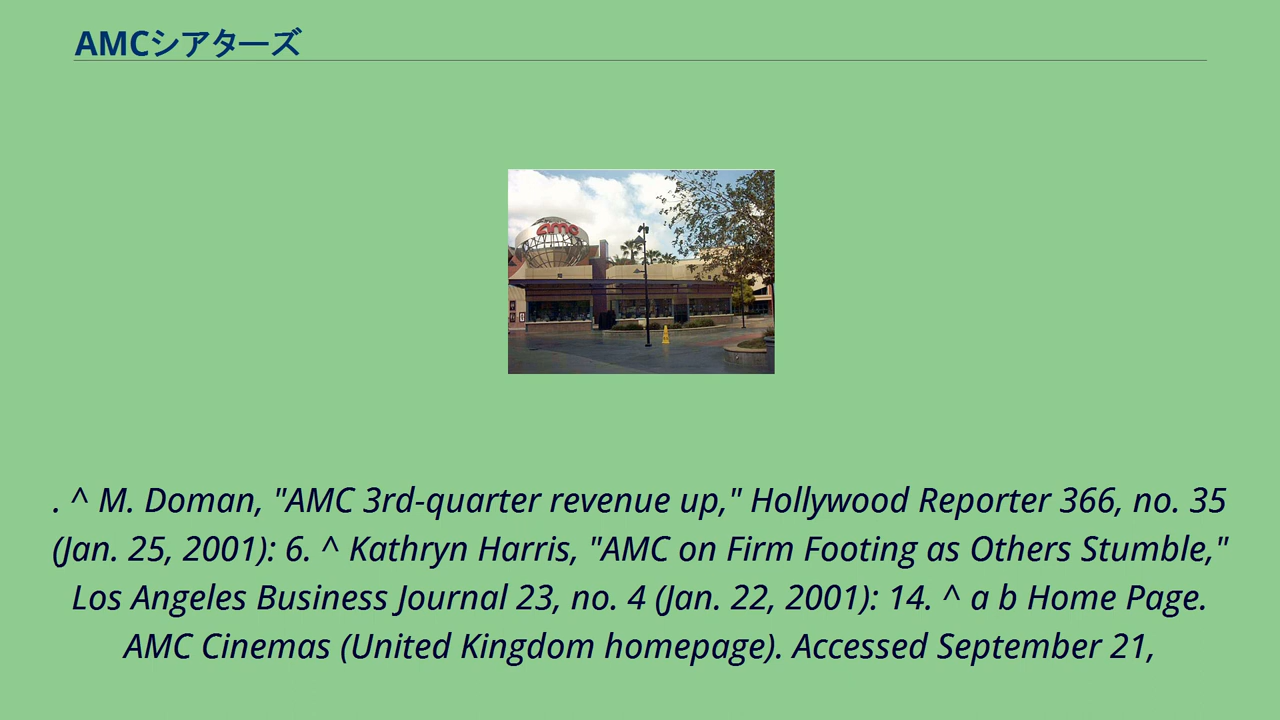 AMCシアターズ
amc
. ^ M. Doman, "AMC 3rd-quarter revenue up," Hollywood Reporter 366, no. 35
(Jan. 25, 2001): 6. ^ Kathryn Harris, "AMC on Firm Footing as Others Stumble,"
Los Angeles Business Journal 23, no. 4 (Jan. 22, 2001): 14. ^ a b Home Page.
AMC Cinemas (United Kingdom homepage). Accessed September 21,